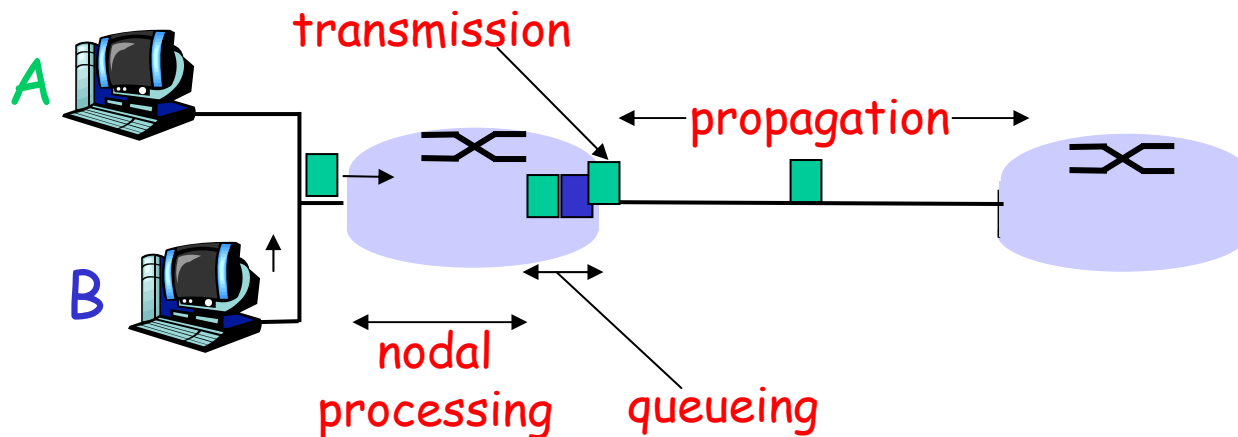 transmission
A
propagation
B
nodal
processing
queueing